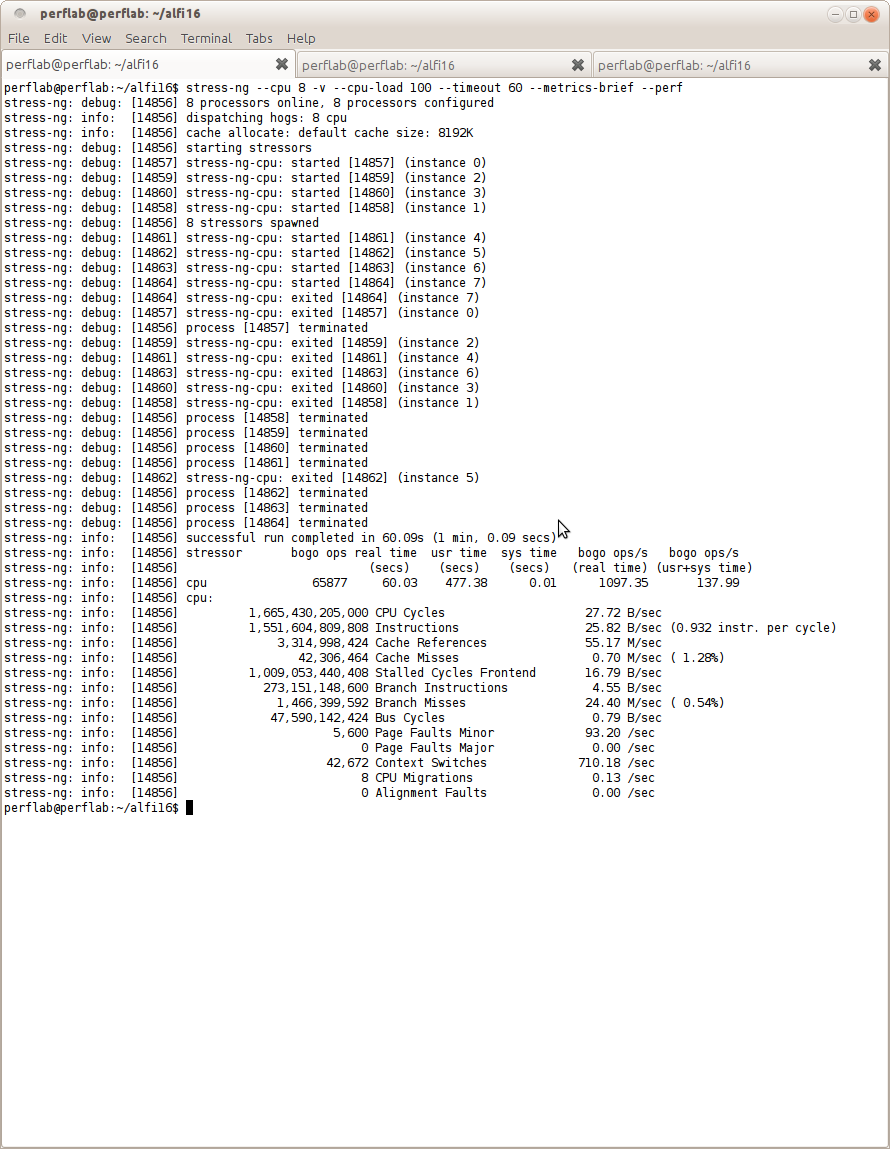 perflab@perflab: ~/alfi16
File Edit View Search Terminal Tabs Help
perflab@perflab: ~/alfi16 perflab@perflab: ~/alfi16 perflab@perflab: ~/alfi16
perflab@perflab:~/alfi16$ stress-ng --cpu 8 -v --cpu-load 100 --timeout 60 --metrics-brief --perf
stress-ng: debug: [14856] 8 processors online, 8 processors configured
stress-ng: info:  [14856] dispatching hogs: 8 cpu
stress-ng: info:  [14856] cache allocate: default cache size: 8192K
stress-ng: debug: [14856] starting stressors
stress-ng: debug: [14857] stress-ng-cpu: started [14857] (instance 0)
stress-ng: debug: [14859] stress-ng-cpu: started [14859] (instance 2)
stress-ng: debug: [14860] stress-ng-cpu: started [14860] (instance 3)
stress-ng: debug: [14858] stress-ng-cpu: started [14858] (instance 1)
stress-ng: debug: [14856] 8 stressors spawned
stress-ng: debug: [14861] stress-ng-cpu: started [14861] (instance 4)
stress-ng: debug: [14862] stress-ng-cpu: started [14862] (instance 5)
stress-ng: debug: [14863] stress-ng-cpu: started [14863] (instance 6)
stress-ng: debug: [14864] stress-ng-cpu: started [14864] (instance 7)
stress-ng: debug: [14864] stress-ng-cpu: exited [14864] (instance 7)
stress-ng: debug: [14857] stress-ng-cpu: exited [14857] (instance 0)
stress-ng: debug: [14856] process [14857] terminated
stress-ng: debug: [14859] stress-ng-cpu: exited [14859] (instance 2)
stress-ng: debug: [14861] stress-ng-cpu: exited [14861] (instance 4)
stress-ng: debug: [14863] stress-ng-cpu: exited [14863] (instance 6)
stress-ng: debug: [14860] stress-ng-cpu: exited [14860] (instance 3)
stress-ng: debug: [14858] stress-ng-cpu: exited [14858] (instance 1)
stress-ng: debug: [14856] process [14858] terminated
stress-ng: debug: [14856] process [14859] terminated
stress-ng: debug: [14856] process [14860] terminated
stress-ng: debug: [14856] process [14861] terminated
stress-ng: debug: [14862] stress-ng-cpu: exited [14862] (instance 5)
stress-ng: debug: [14856] process [14862] terminated
stress-ng: debug: [14856] process [14863] terminated
stress-ng: debug: [14856] process [14864] terminated
stress-ng: info:  [14856] successful run completed in 60.09s (1 min, 0.09 secs)
stress-ng: info:  [14856] stressor       bogo ops real time  usr time  sys time   bogo ops/s   bogo ops/s
stress-ng: info:  [14856]                           (secs)    (secs)    (secs)   (real time) (usr+sys time)
stress-ng: info:  [14856] cpu               65877     60.03    477.38      0.01      1097.35       137.99
stress-ng: info:  [14856] cpu:
stress-ng: info:  [14856]          1,665,430,205,000 CPU Cycles                    27.72 B/sec
stress-ng: info:  [14856]          1,551,604,809,808 Instructions                  25.82 B/sec (0.932 instr. per cycle)
stress-ng: info:  [14856]              3,314,998,424 Cache References              55.17 M/sec
stress-ng: info:  [14856]                 42,306,464 Cache Misses                   0.70 M/sec ( 1.28%)
stress-ng: info:  [14856]          1,009,053,440,408 Stalled Cycles Frontend       16.79 B/sec
stress-ng: info:  [14856]            273,151,148,600 Branch Instructions            4.55 B/sec
stress-ng: info:  [14856]              1,466,399,592 Branch Misses                 24.40 M/sec ( 0.54%)
stress-ng: info:  [14856]             47,590,142,424 Bus Cycles                     0.79 B/sec
stress-ng: info:  [14856]                      5,600 Page Faults Minor             93.20 /sec
stress-ng: info:  [14856]                          0 Page Faults Major              0.00 /sec
stress-ng: info:  [14856]                     42,672 Context Switches             710.18 /sec
stress-ng: info:  [14856]                          8 CPU Migrations                 0.13 /sec
stress-ng: info:  [14856]                          0 Alignment Faults               0.00 /sec
perflab@perflab:~/alfi16$